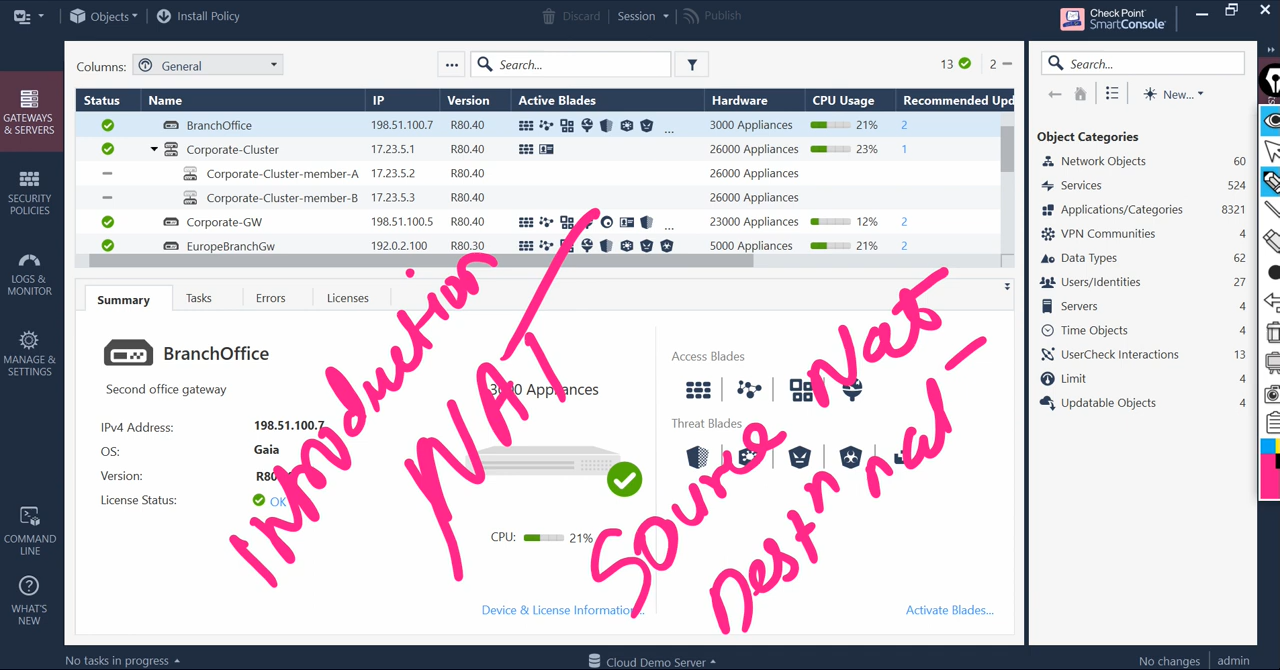 Objects
Install Policy
Discard
Session
Publish
Check Point
SmartConsole
GATEWAYS
& SERVERS
SECURITY
POLICIES
LOGS &
MONITOR
MANAGE &
SETTINGS
COMMAND
LINE
WHAT'S
NEW
Columns: General
... Search... 13 2
Status Name IP Version Active Blades Hardware CPU Usage Recommended Upd
BranchOffice 198.51.100.7 R80.40 ... 3000 Appliances 21% 2
Corporate-Cluster 17.23.5.1 R80.40 26000 Appliances 23% 1
Corporate-Cluster-member-A 17.23.5.2 R80.40 26000 Appliances
Corporate-Cluster-member-B 17.23.5.3 R80.40 26000 Appliances
Corporate-GW 198.51.100.5 R80.40 ... 23000 Appliances 12% 2
EuropeBranchGw 192.0.2.100 R80.30 5000 Appliances 21% 2
Summary Tasks Errors Licenses
BranchOffice
Second office gateway
IPv4 Address: 198.51.100.7
OS: Gaia
Version: R80
License Status: OK
3000 Appliances
CPU: 21%
Device & License Information...
Access Blades
Threat Blades
Activate Blades...
Introduction
NAT
Source Nat
Destn nat
Search...
New...
Object Categories
Network Objects 60
Services 524
Applications/Categories 8321
VPN Communities 4
Data Types 62
Users/Identities 27
Servers 4
Time Objects 4
UserCheck Interactions 13
Limit 4
Updatable Objects 4
No tasks in progress
Cloud Demo Server
No changes admin